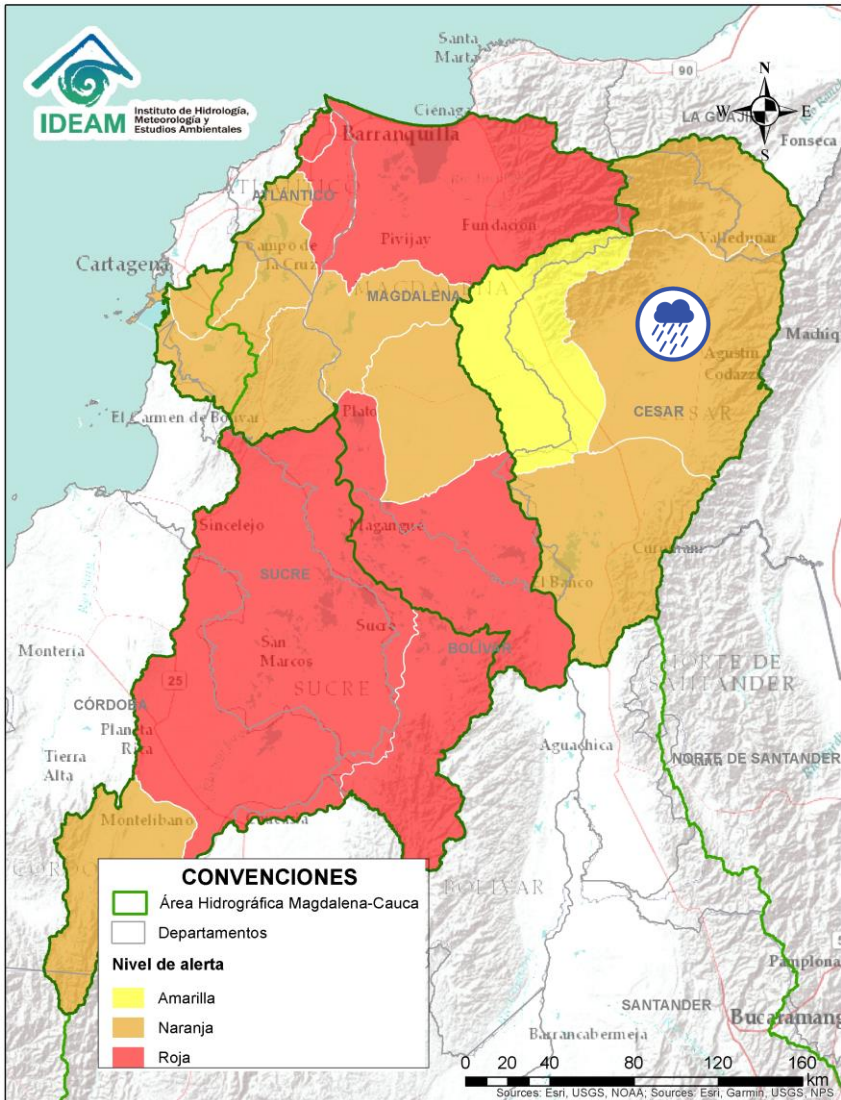 IDEAM
Instituto de Hidrología,
Meteorología y
Estudios Ambientales
Santa
Marta
90
N
W
E
S
Ciénaga
LA GUAJI
Fonseca
Barranquilla
ATLÁNTICO
Fundación
Pivijay
Campo de
la Cruz
Valledupar
Cartagena
MAGDALENA
Machiq
Agustín
Codazzi
El Carmen de Bolívar
Plato
CESAR
Sincelejo
Magangué
SUCRE
El Banco
San
Marcos
Sucre
BOLÍVAR
SUCRE
Montería
25
CÓRDOBA
Planeta
Rica
NORTE DE
SANTANDER
Tierra
Alta
Aguachica
NORTE DE SANTANDER
Montelíbano
CONVENCIONES
Área Hidrográfica Magdalena-Cauca
Departamentos
Nivel de alerta
Amarilla
Naranja
Roja
BOLÍVAR
Pamplona
SANTANDER
Bucaramang
Barrancabermeja
0 20 40 80 120 160
km
Sources: Esri, USGS, NOAA; Sources: Esri, Garmin, USGS, NPS